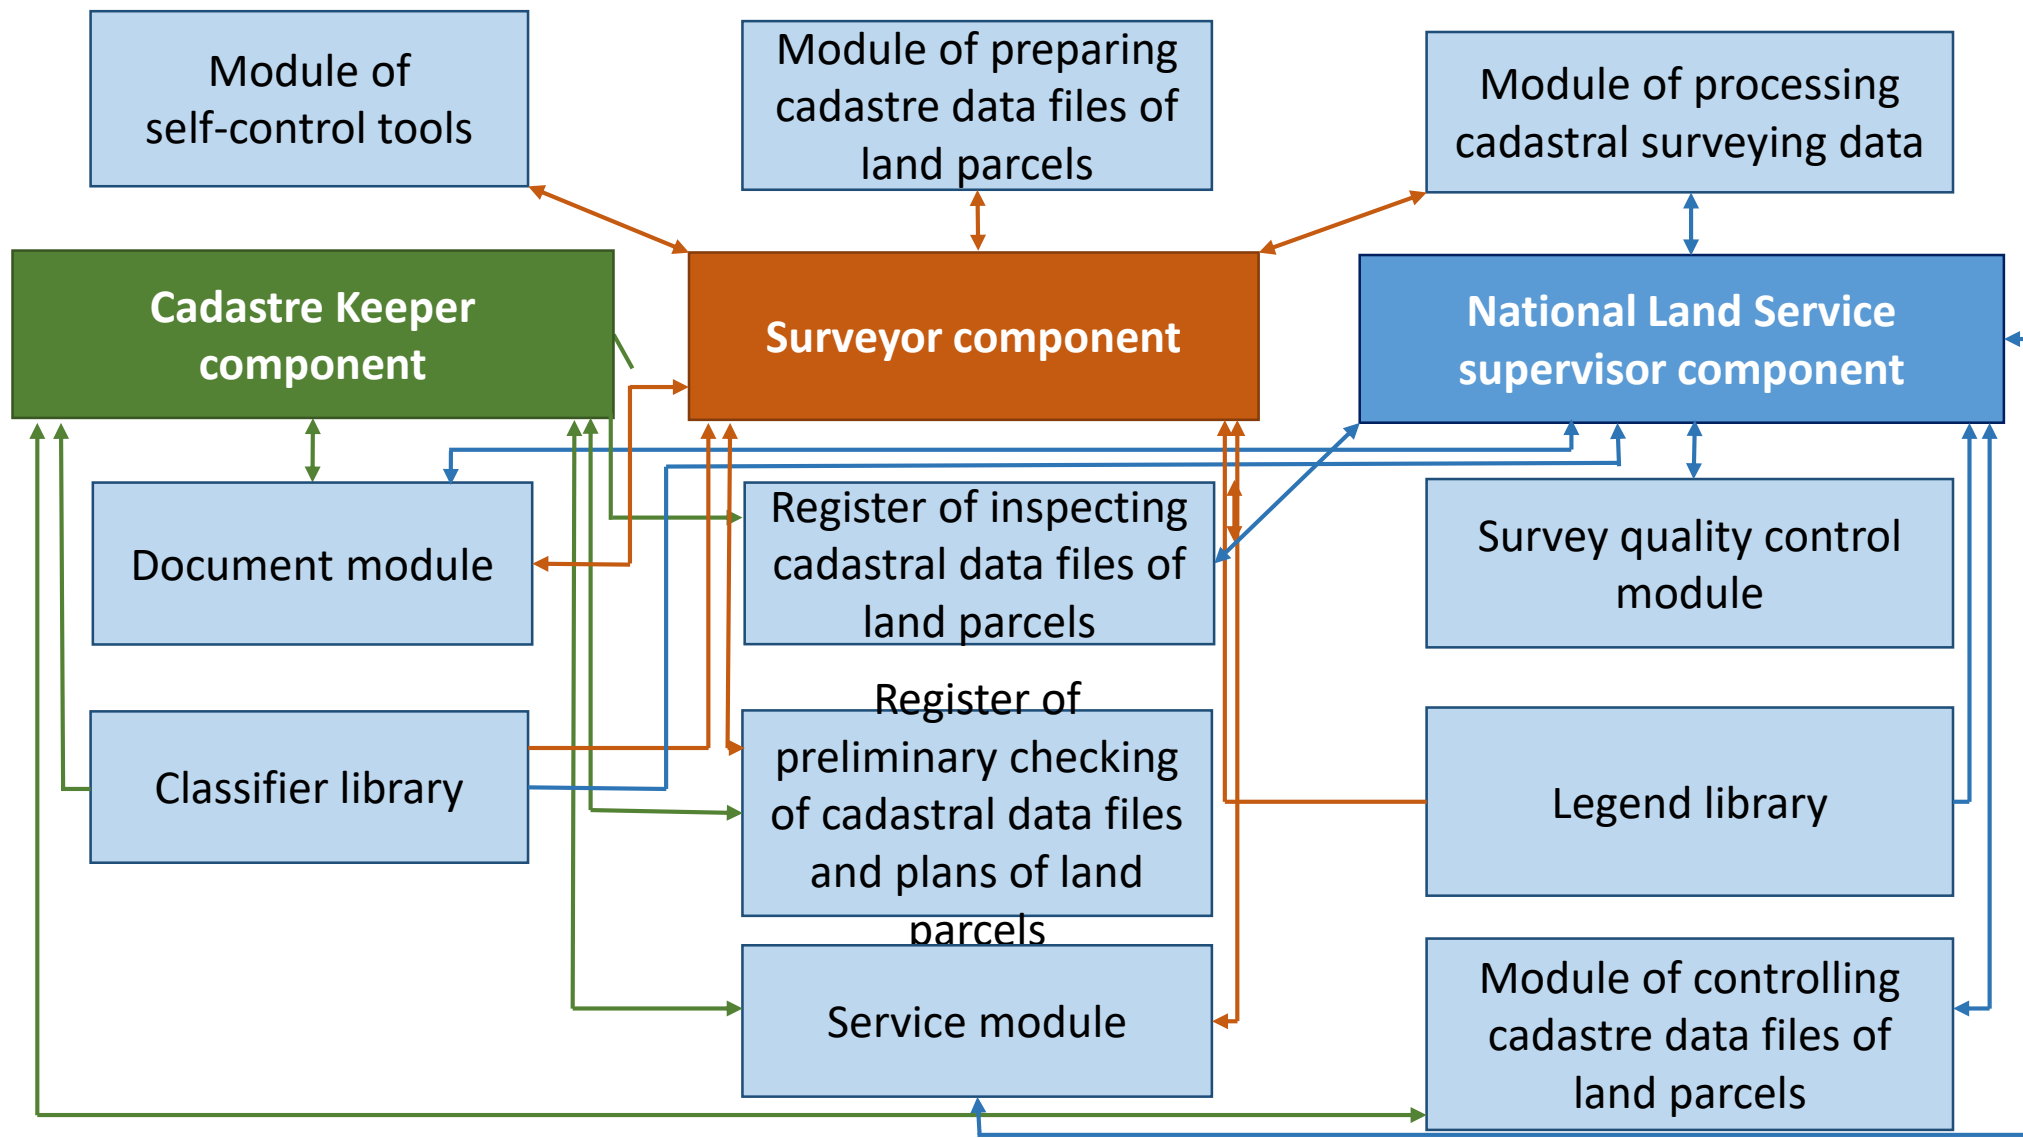 Module of
self-control tools
Module of preparing
cadastre data files of
land parcels
Module of processing
cadastral surveying data
Cadastre Keeper
component
Surveyor component
National Land Service
supervisor component
Document module
Register of inspecting
cadastral data files of
land parcels
Survey quality control
module
Classifier library
Register of
preliminary checking
of cadastral data files
and plans of land
parcels
Legend library
Service module
Module of controlling
cadastre data files of
land parcels